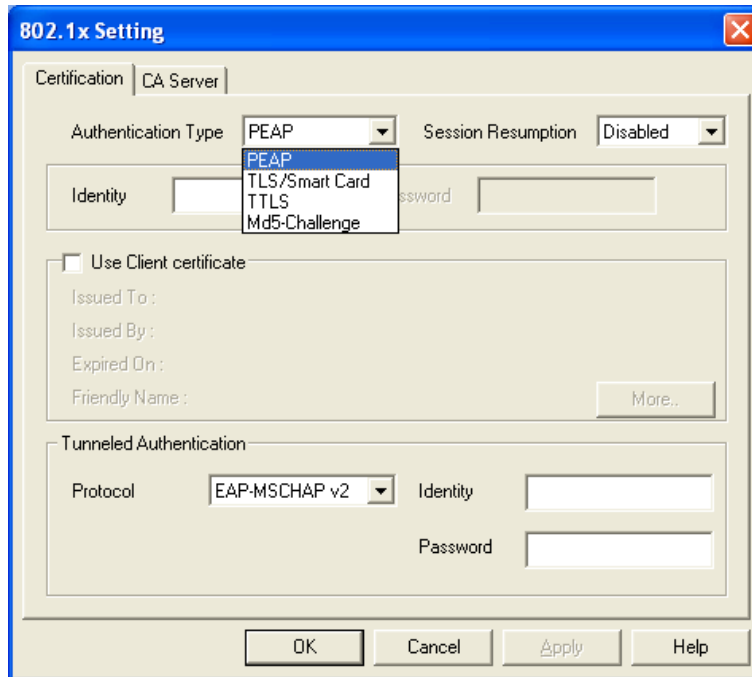 802.1x Setting
Certification CA Server
Authentication Type PEAP Session Resumption Disabled
PEAP
TLS/Smart Card
TTLS
Md5-Challenge
Identity ssword
Use Client certificate
Issued To :
Issued By :
Expired On :
Friendly Name : More..
Tunneled Authentication
Protocol EAP-MSCHAP v2 Identity
Password
OK Cancel Apply Help